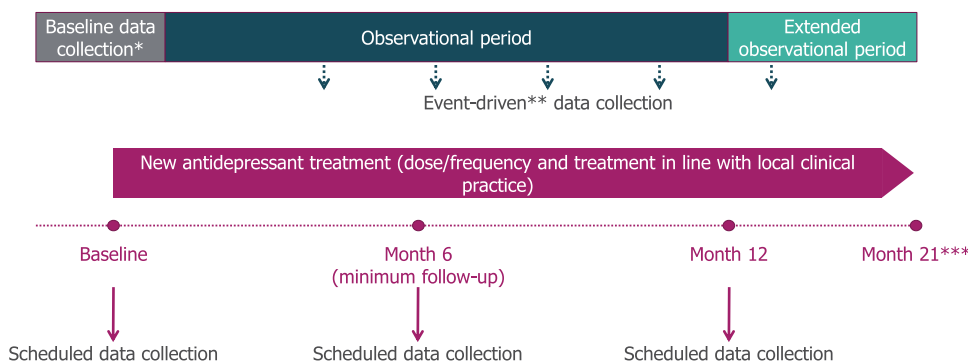 Baseline data
collection*
Observational period
Extended
observational period
Event-driven** data collection
New antidepressant treatment (dose/frequency and treatment in line with local clinical
practice)
Baseline
Month 6
(minimum follow-up)
Month 12
Month 21***
Scheduled data collection
Scheduled data collection
Scheduled data collection